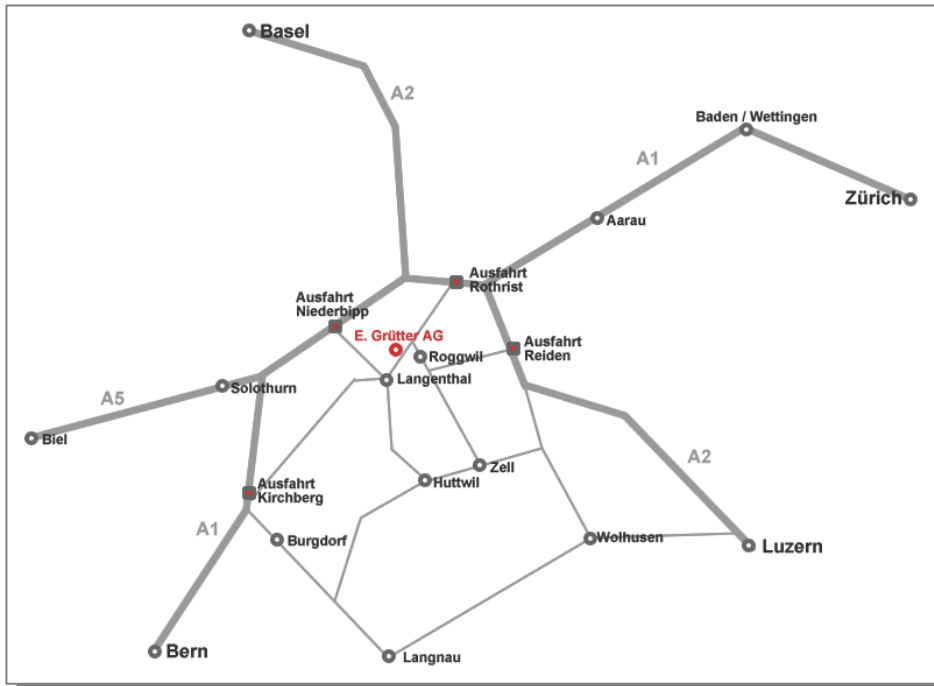 Basel
A2
Baden / Wettingen
A1
Zürich
Aarau
Ausfahrt
Rothrist
Ausfahrt
Niederbipp
E. Grütter AG
Ausfahrt
Reiden
Roggwil
Langenthal
Solothurn
A5
Biel
A2
Zell
Huttwil
Ausfahrt
Kirchberg
A1
Burgdorf
Wolhusen
Luzern
Bern
Langnau